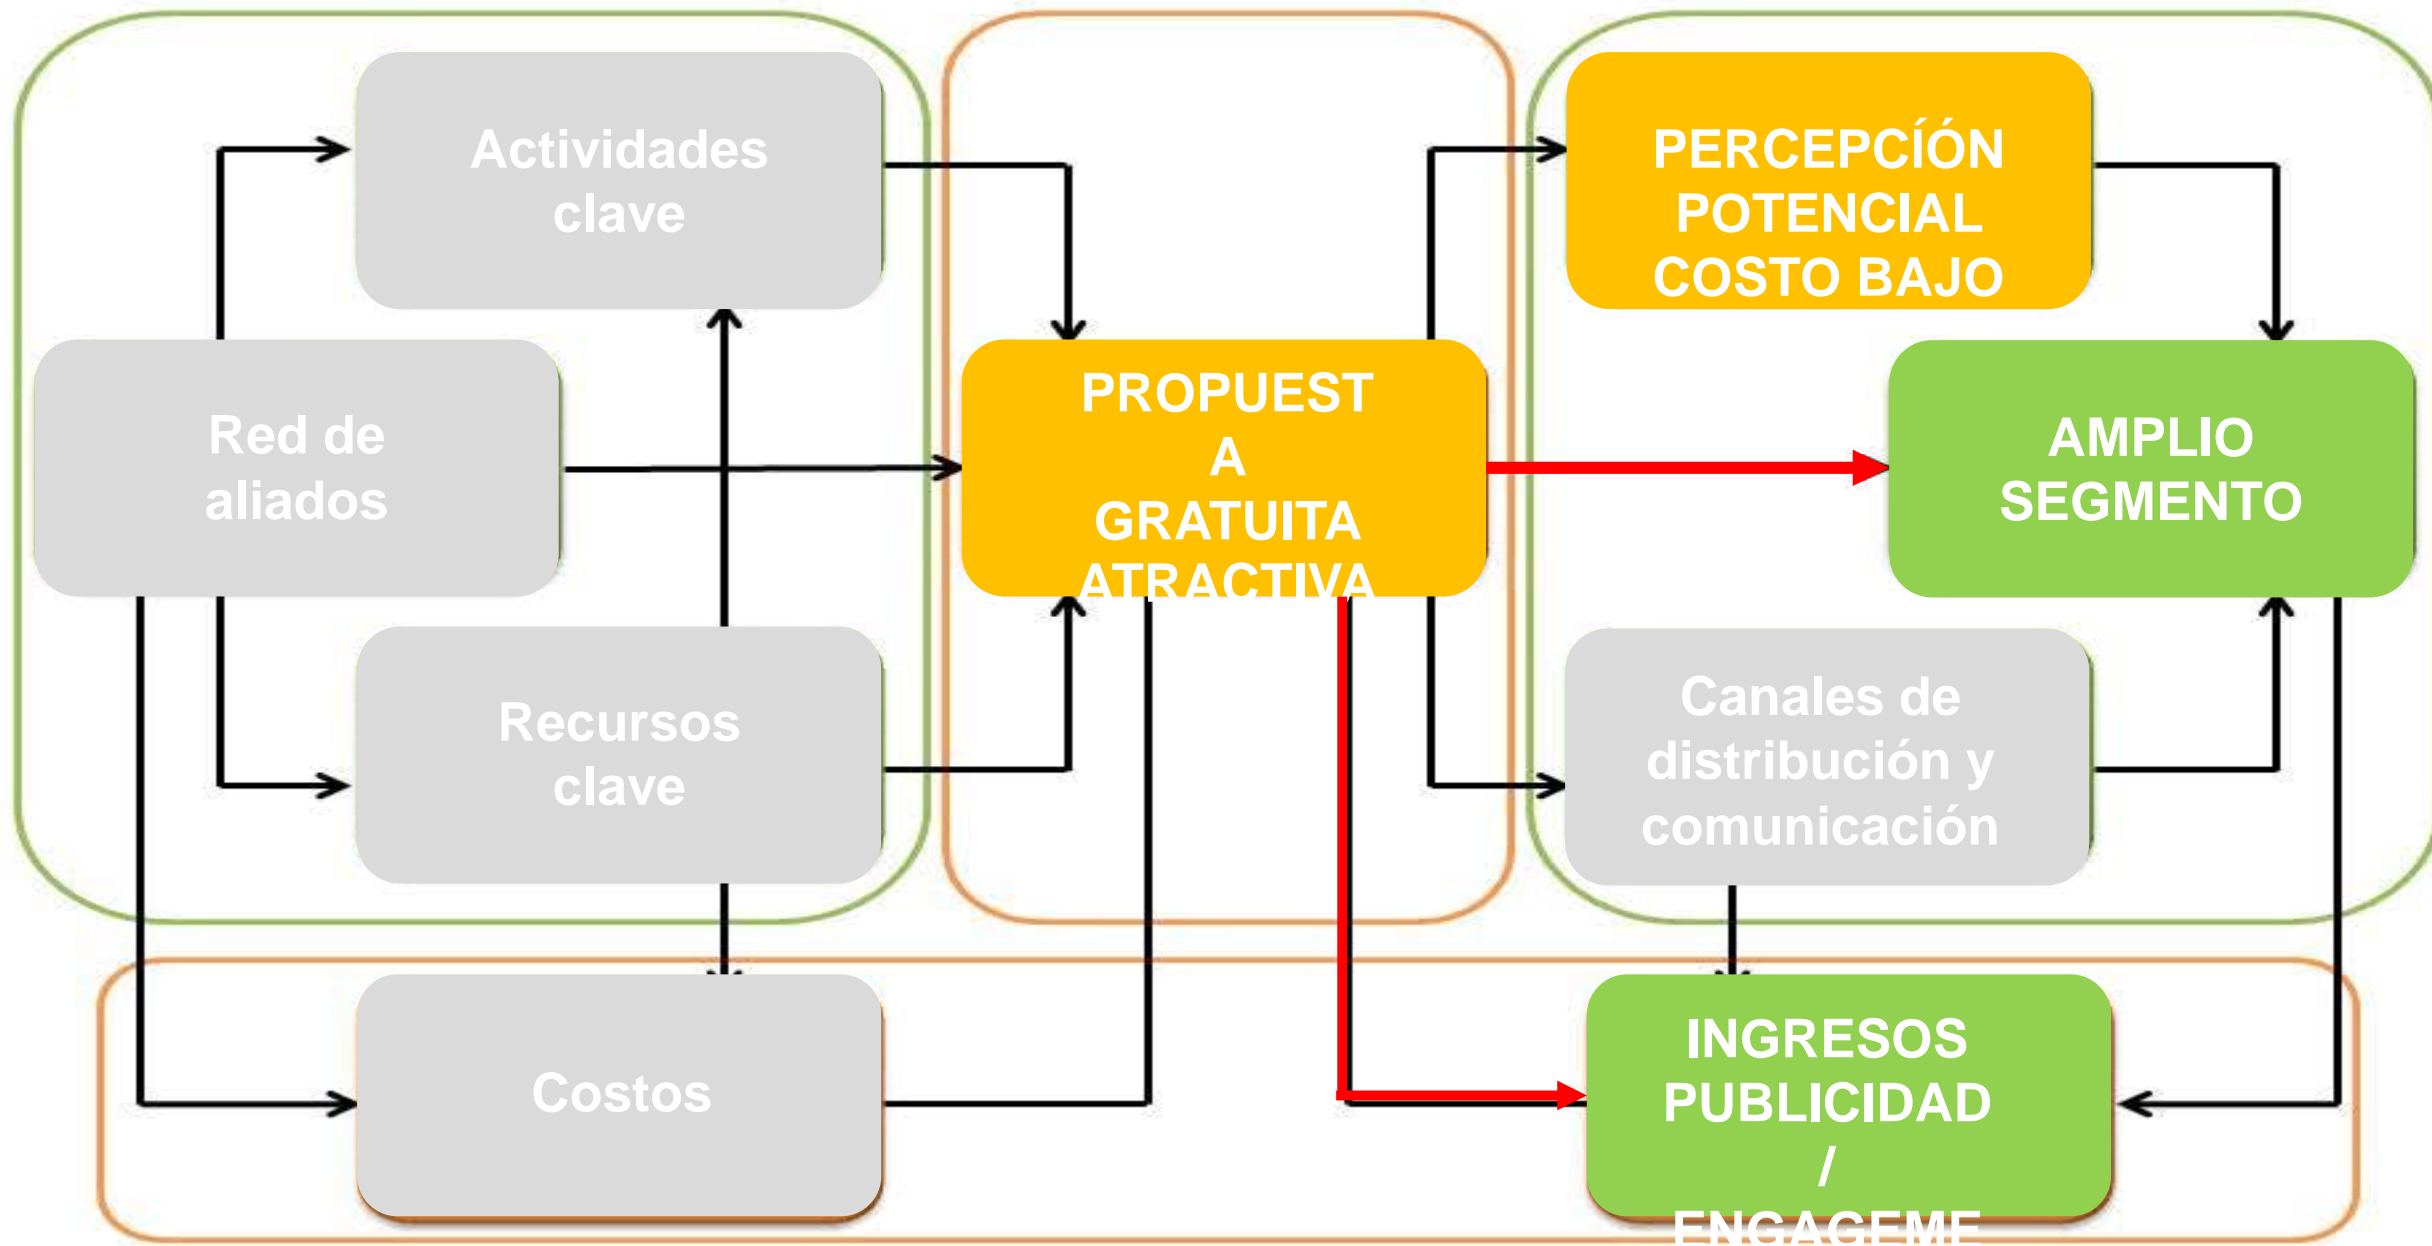 Actividades
clave
PERCEPCÍÓN
POTENCIAL
COSTO BAJO
Red de
aliados
PROPUEST
A
GRATUITA
ATRACTIVA
AMPLIO
SEGMENTO
Recursos
clave
Canales de
distribución y
comunicación
Costos
INGRESOS
PUBLICIDAD
/
ENGAGEME